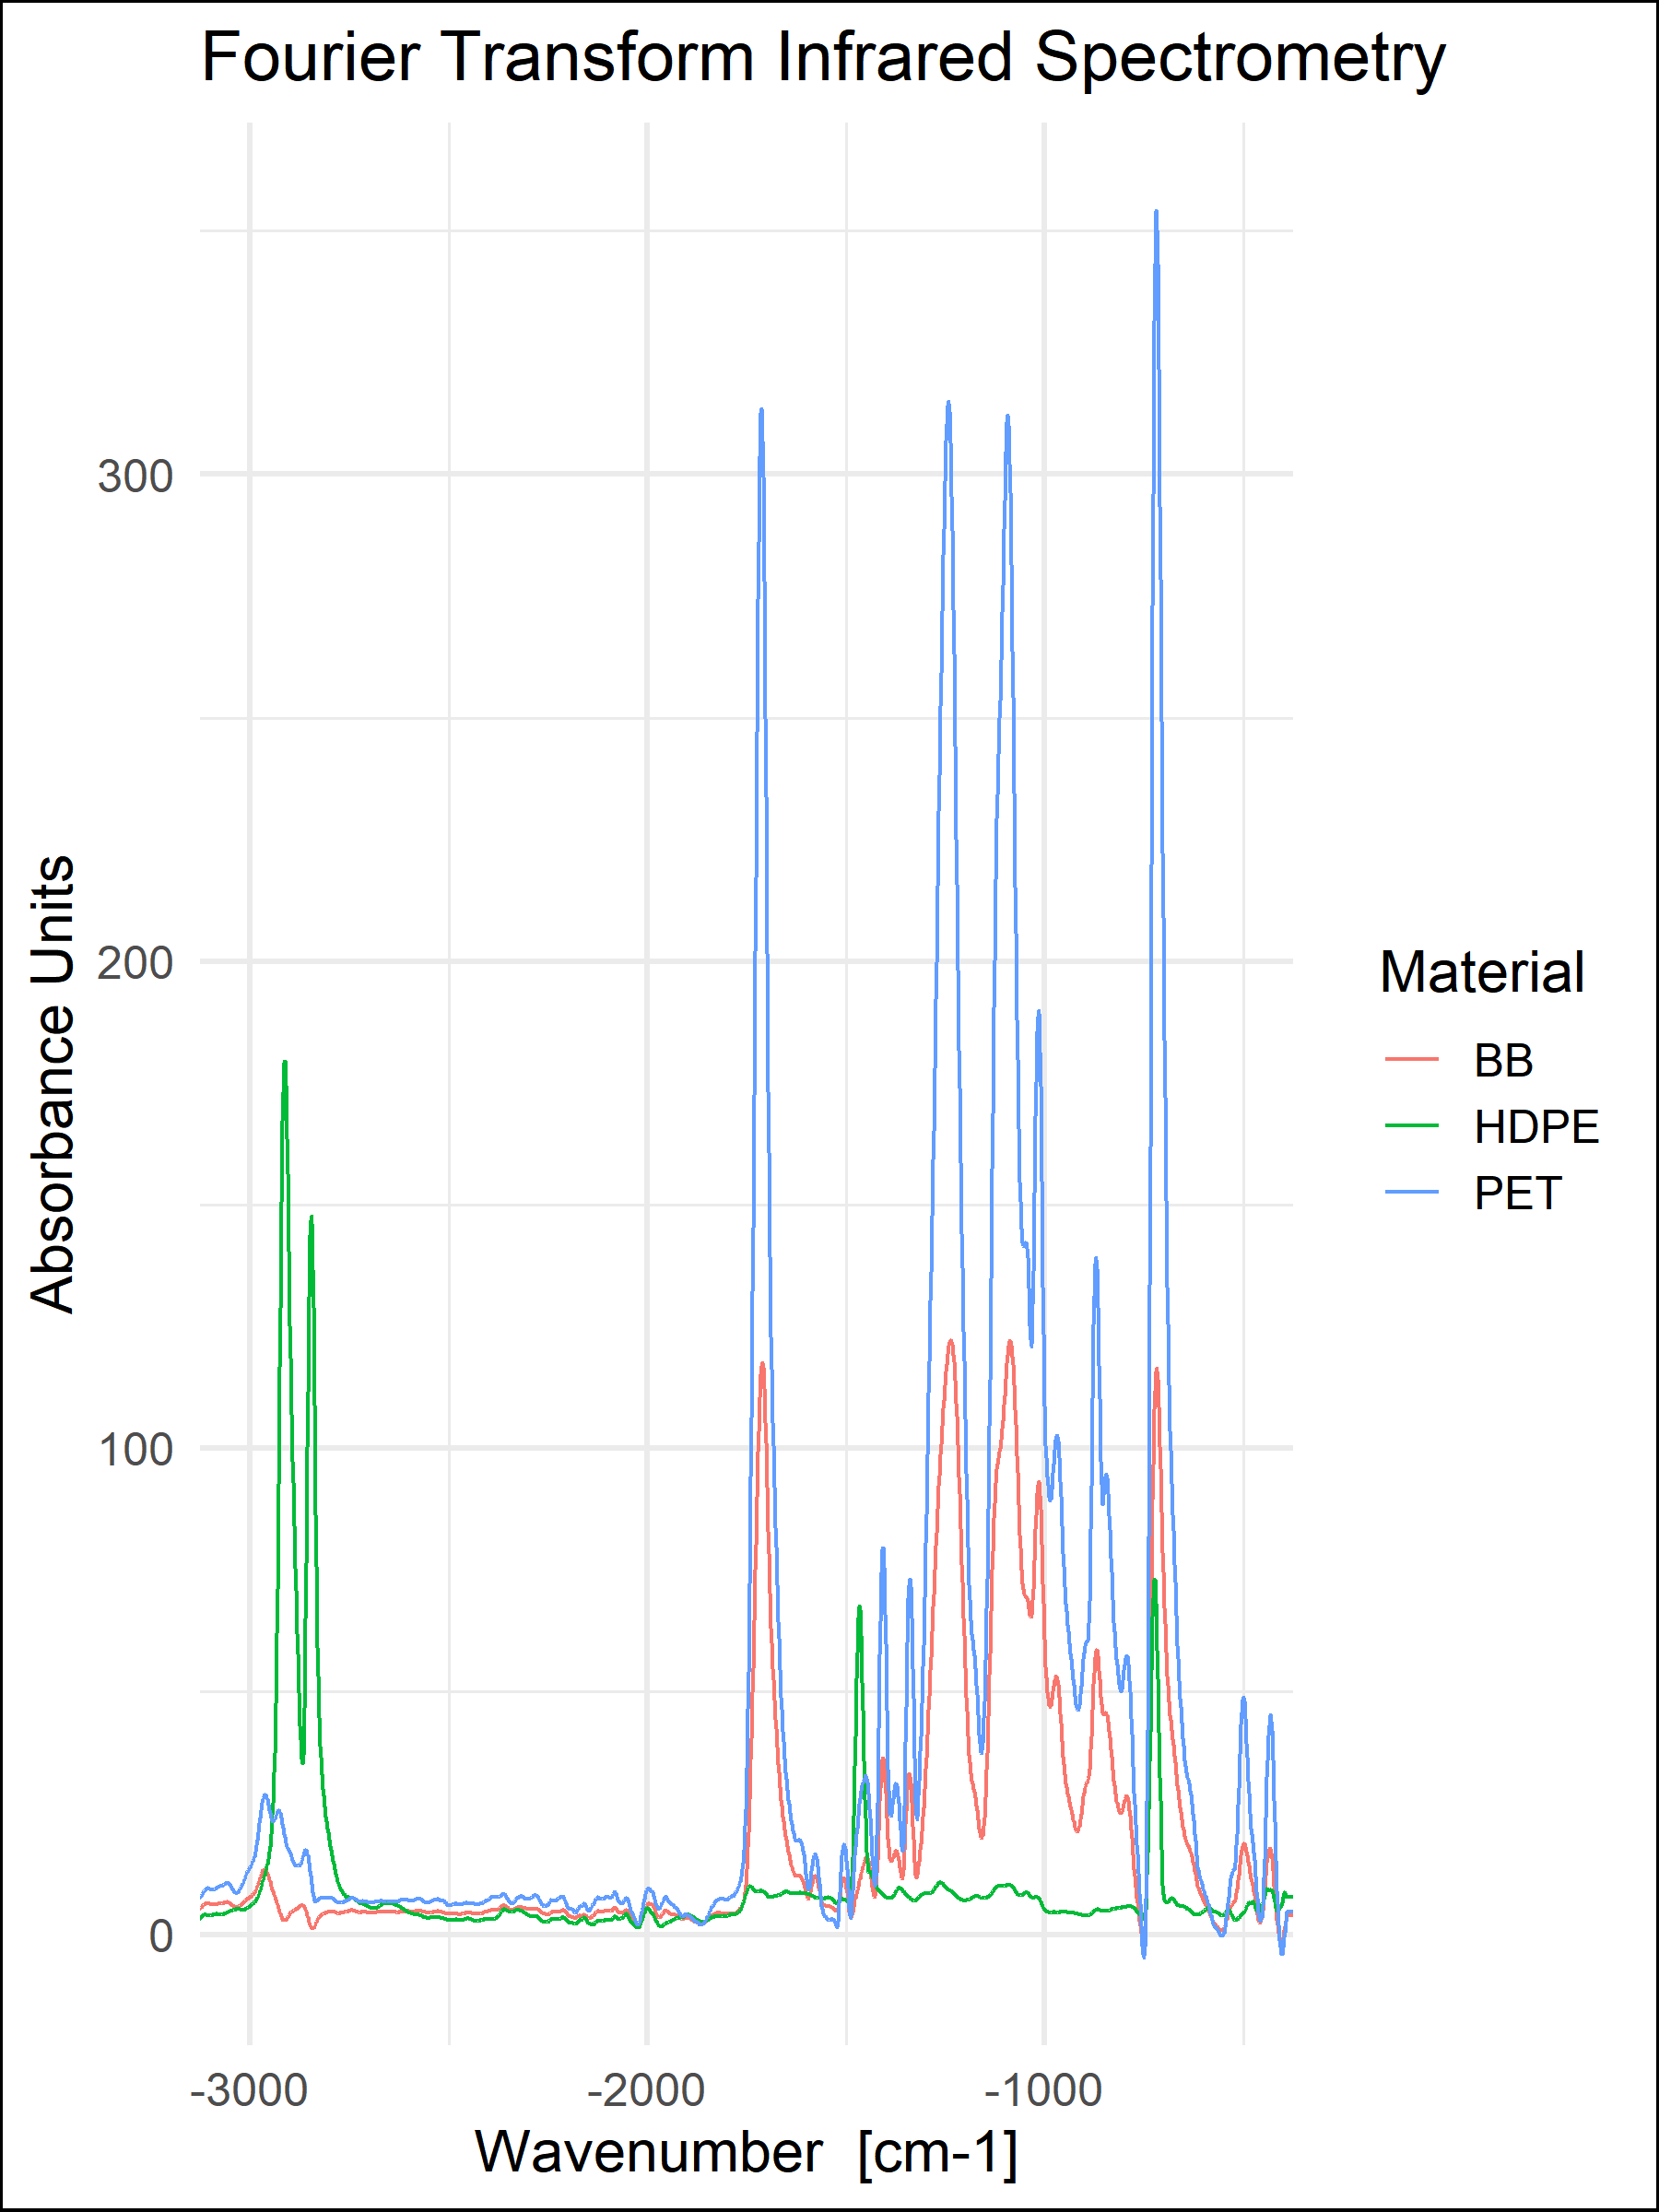 Fourier Transform Infrared Spectrometry
Absorbance Units
300
200
100
0
-3000
-2000
-1000
Wavenumber  [cm-1]
Material
BB
HDPE
PET